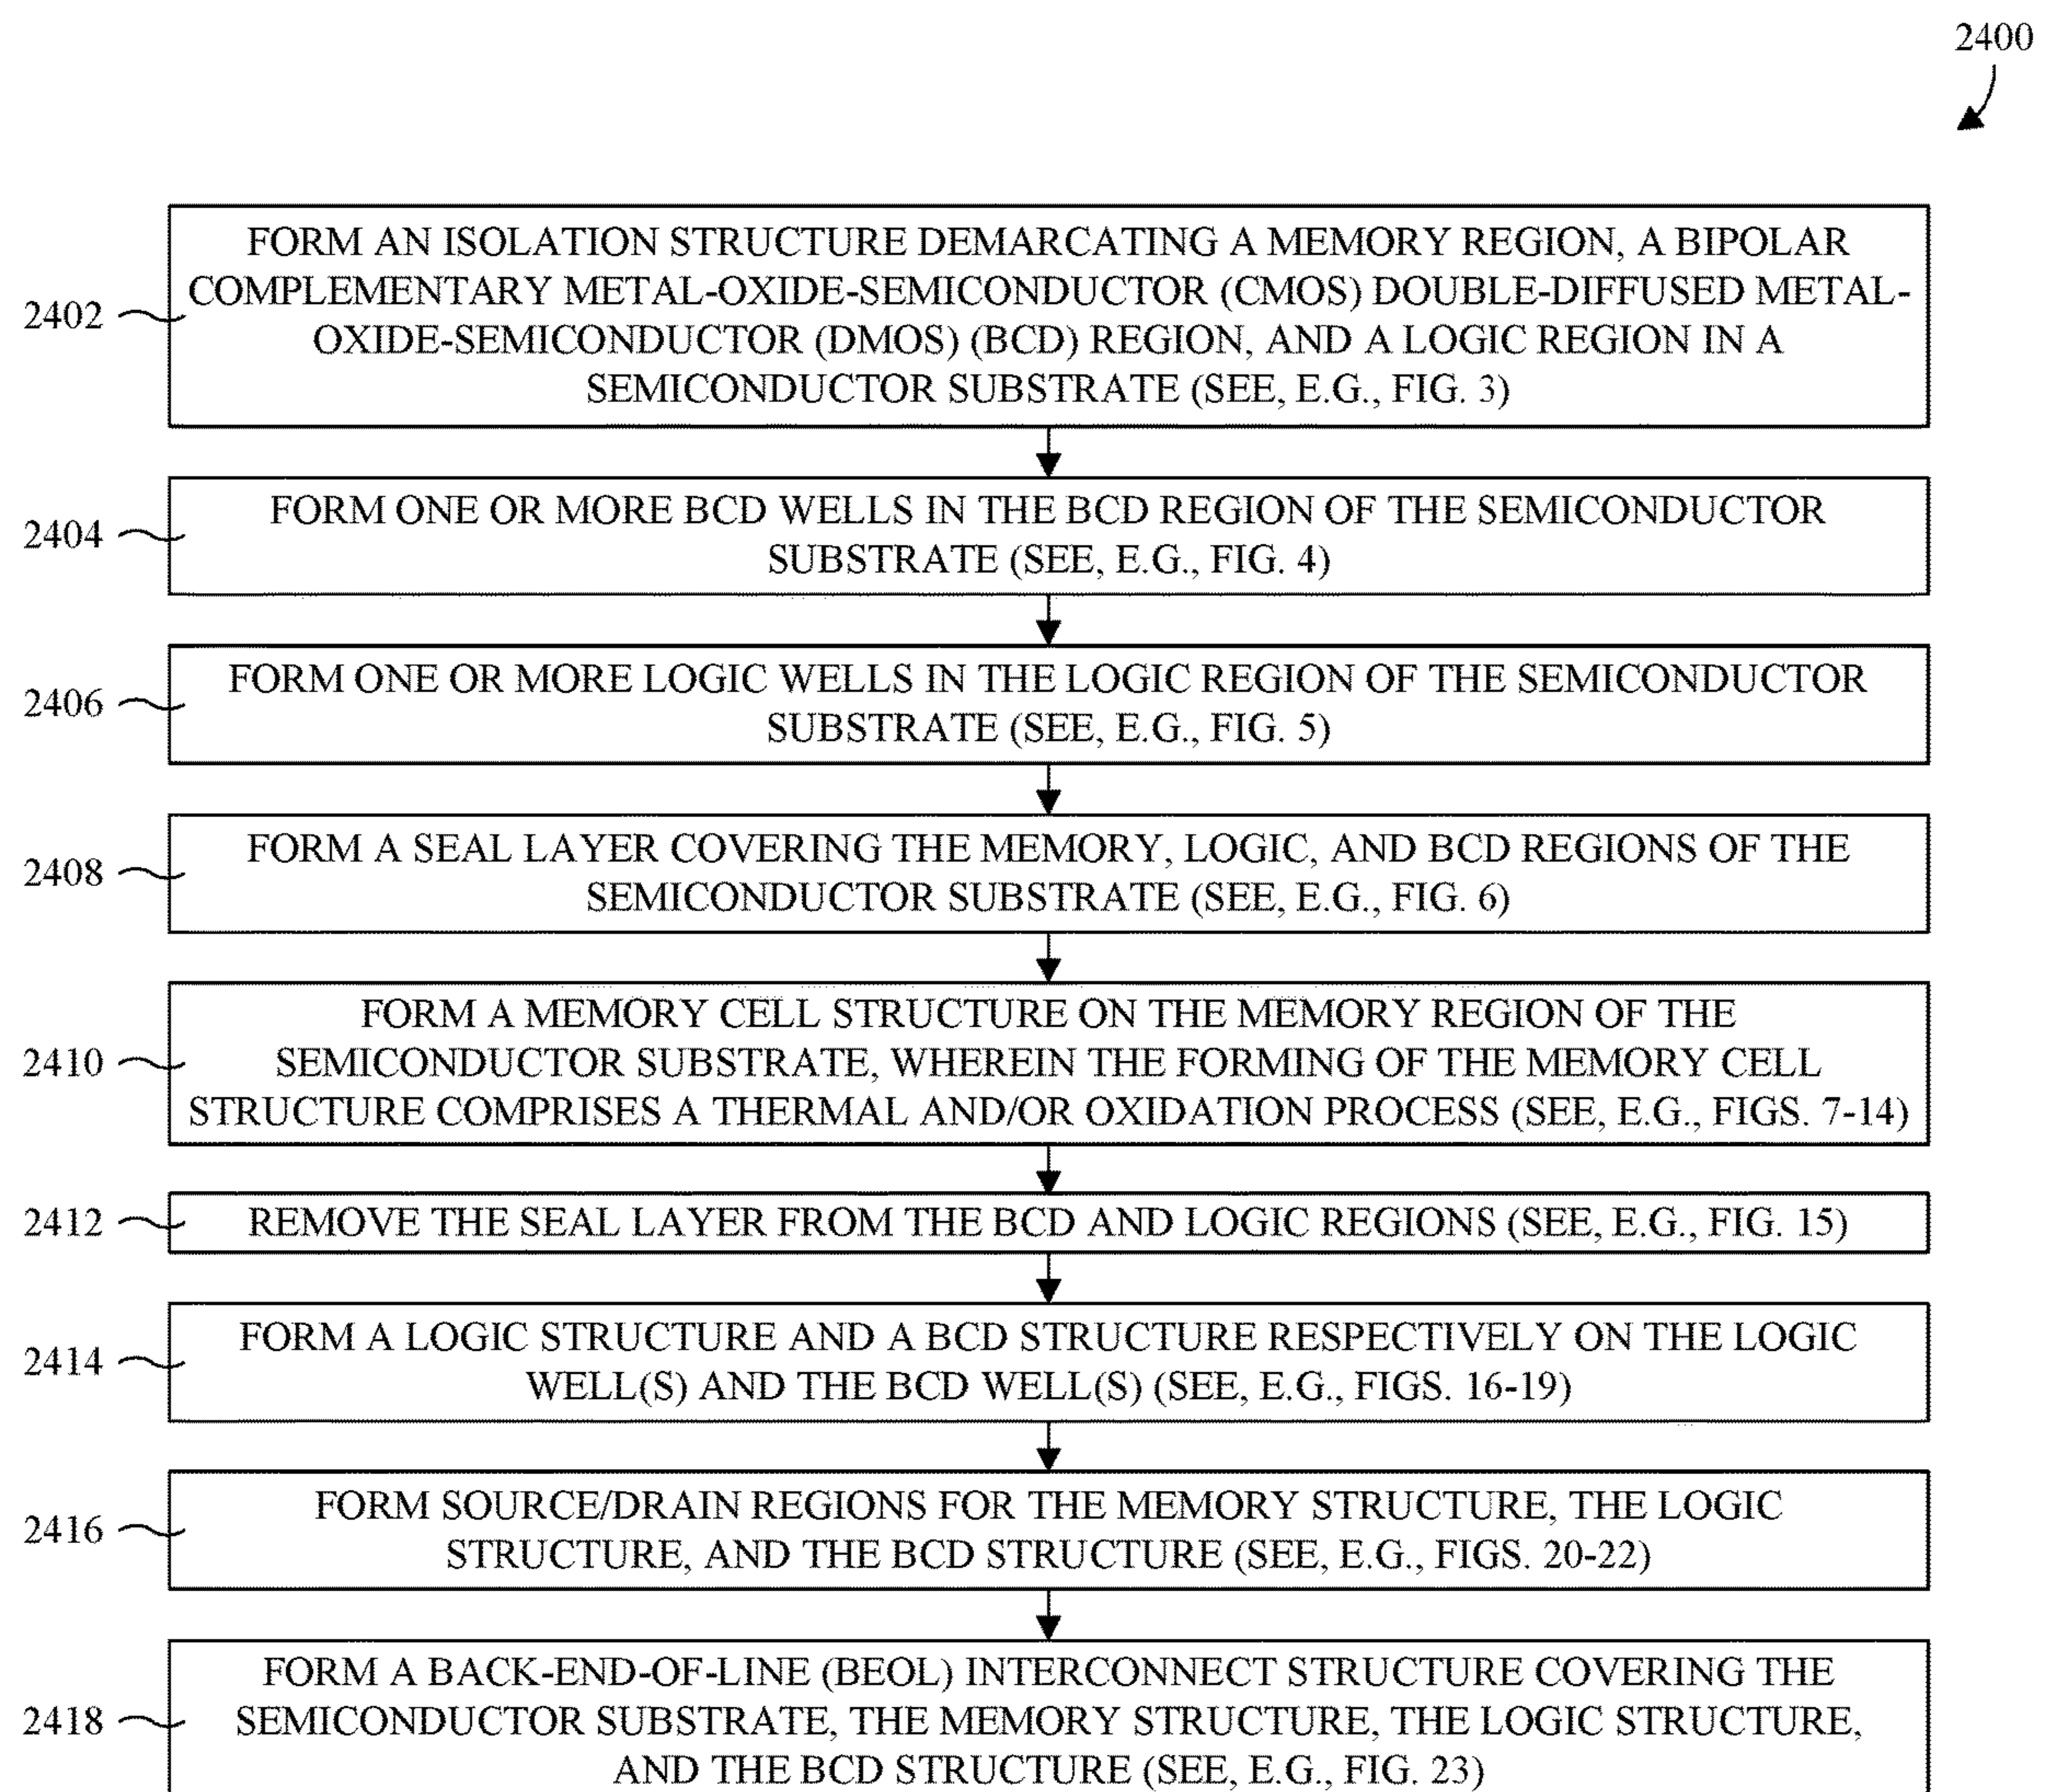 2400
FORM AN ISOLATION STRUCTURE DEMARCATING A MEMORY REGION, A BIPOLAR
COMPLEMENTARY METAL-OXIDE-SEMICONDUCTOR (CMOS) DOUBLE-DIFFUSED METAL-
2402
OXIDE-SEMICONDUCTOR (DMOS) (BCD) REGION, AND A LOGIC REGION IN A
SEMICONDUCTOR SUBSTRATE (SEE, E.G., FIG. 3)
2404
FORM ONE OR MORE BCD WELLS IN THE BCD REGION OF THE SEMICONDUCTOR
SUBSTRATE (SEE, E.G., FIG. 4)
2406
FORM ONE OR MORE LOGIC WELLS IN THE LOGIC REGION OF THE SEMICONDUCTOR
SUBSTRATE (SEE, E.G., FIG. 5)
2408
FORM A SEAL LAYER COVERING THE MEMORY, LOGIC, AND BCD REGIONS OF THE
SEMICONDUCTOR SUBSTRATE (SEE, E.G., FIG. 6)
2410
FORM A MEMORY CELL STRUCTURE ON THE MEMORY REGION OF THE
SEMICONDUCTOR SUBSTRATE, WHEREIN THE FORMING OF THE MEMORY CELL
STRUCTURE COMPRISES A THERMAL AND/OR OXIDATION PROCESS (SEE, E.G., FIGS. 7-14)
2412
REMOVE THE SEAL LAYER FROM THE BCD AND LOGIC REGIONS (SEE, E.G., FIG. 15)
2414
FORM A LOGIC STRUCTURE AND A BCD STRUCTURE RESPECTIVELY ON THE LOGIC
WELL(S) AND THE BCD WELL(S) (SEE, E.G., FIGS. 16-19)
2416
FORM SOURCE/DRAIN REGIONS FOR THE MEMORY STRUCTURE, THE LOGIC
STRUCTURE, AND THE BCD STRUCTURE (SEE, E.G., FIGS. 20-22)
2418
FORM A BACK-END-OF-LINE (BEOL) INTERCONNECT STRUCTURE COVERING THE
SEMICONDUCTOR SUBSTRATE, THE MEMORY STRUCTURE, THE LOGIC STRUCTURE,
AND THE BCD STRUCTURE (SEE, E.G., FIG. 23)